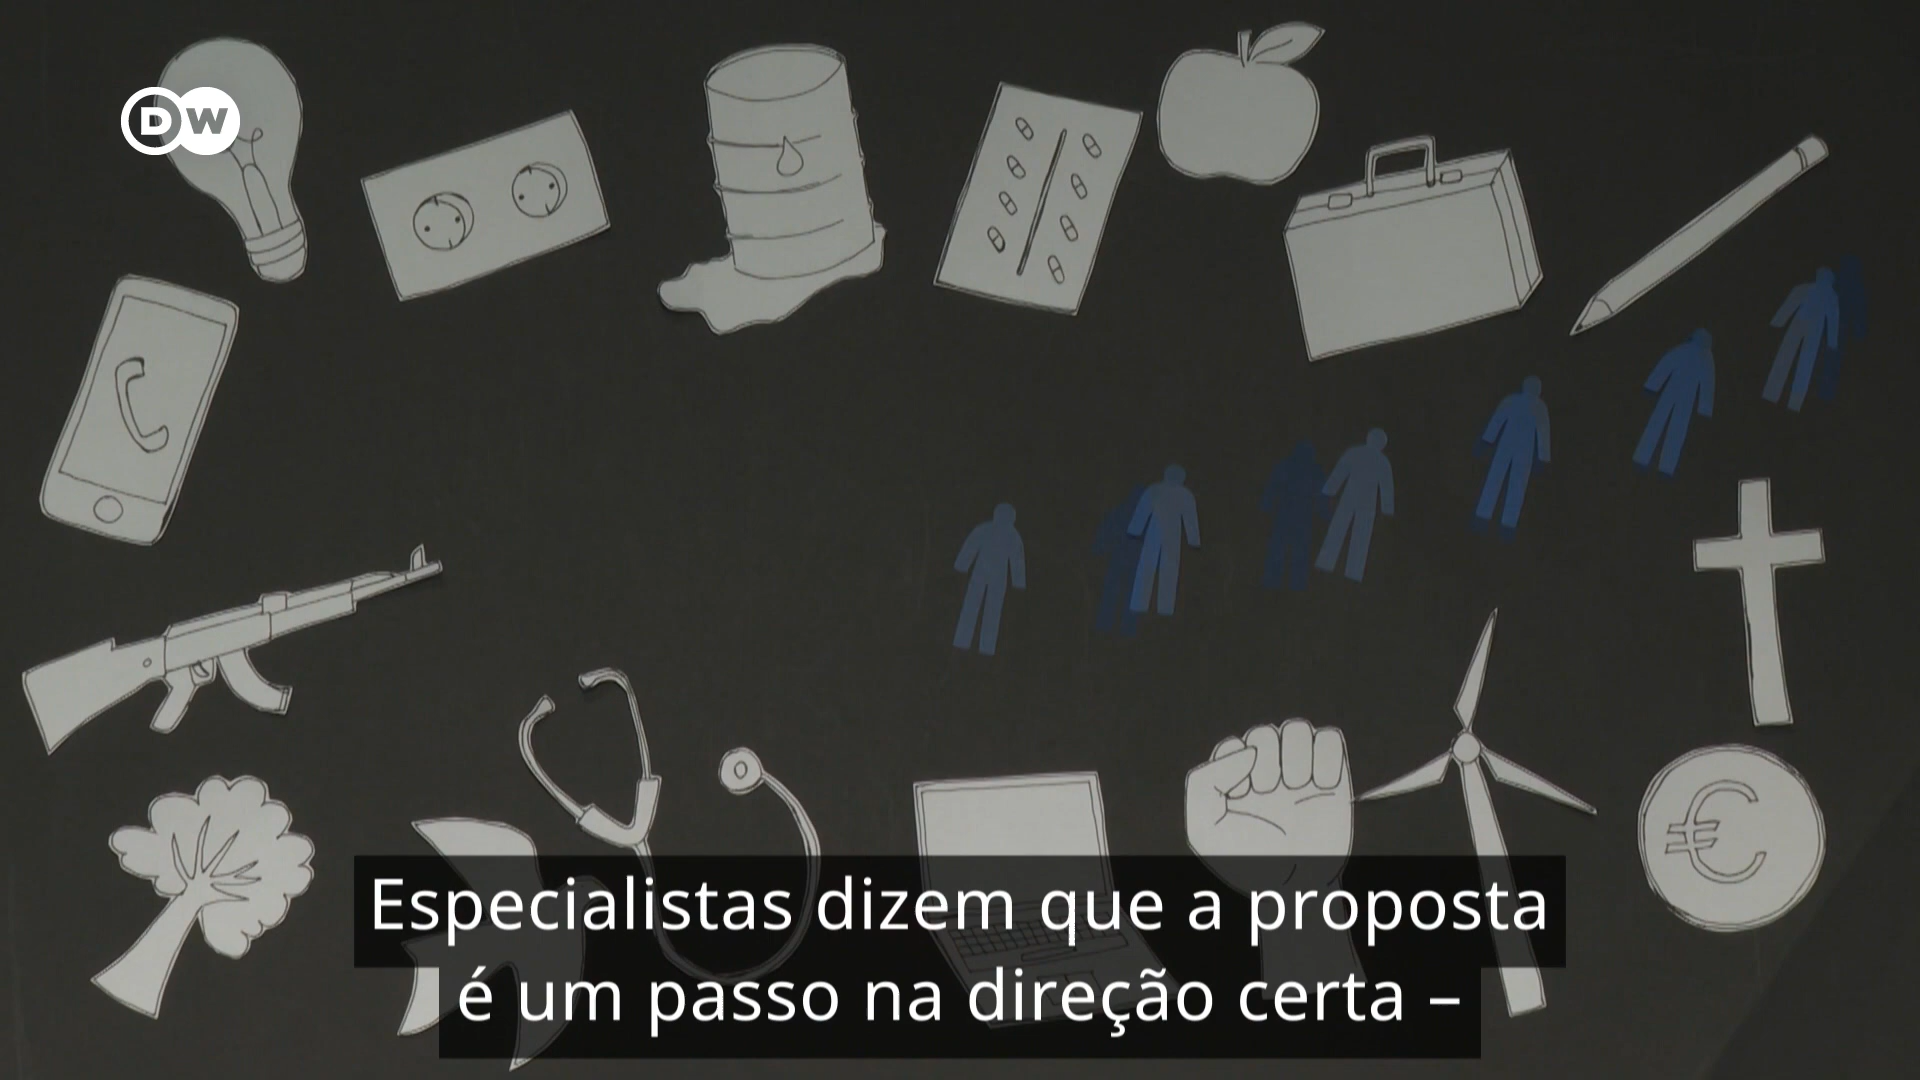 DW
Especialistas dizem que a proposta
é um passo na direção certa –
€